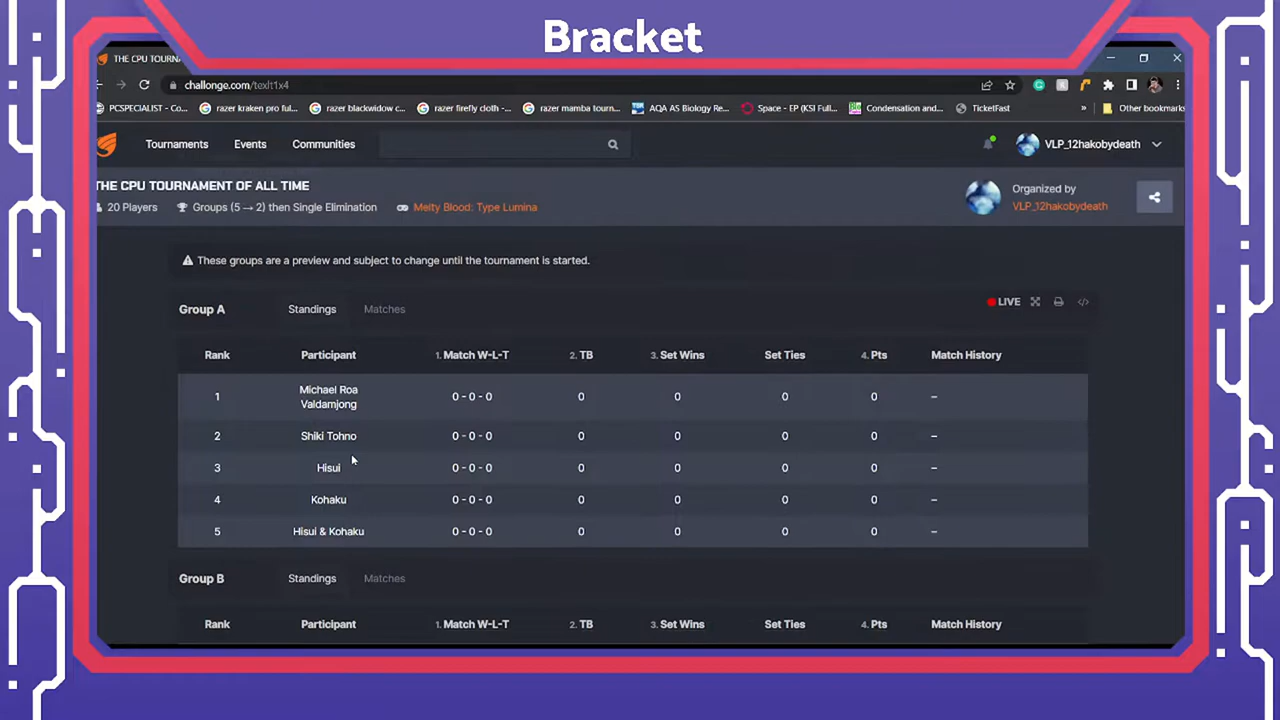 Bracket
THE CPU TOURNA
challonge.com/texlt1x4
PCSPECIALIST - Co...
razer kraken pro ful...
razer blackwidow c...
razer firefly cloth -...
razer mamba tourn...
AQA AS Biology Re...
Space - EP (KSI Full...
Condensation and...
TicketFast
»
Other bookmarks
Tournaments
Events
Communities
VLP_12hakobydeath
THE CPU TOURNAMENT OF ALL TIME
20 Players
Groups (5 → 2) then Single Elimination
Melty Blood: Type Lumina
Organized by
VLP_12hakobydeath
These groups are a preview and subject to change until the tournament is started.
Group A
Standings
Matches
LIVE
Rank Participant 1. Match W-L-T 2. TB 3. Set Wins Set Ties 4. Pts Match History
1 Michael Roa Valdamjong 0 - 0 - 0 0 0 0 0 –
2 Shiki Tohno 0 - 0 - 0 0 0 0 0 –
3 Hisui 0 - 0 - 0 0 0 0 0 –
4 Kohaku 0 - 0 - 0 0 0 0 0 –
5 Hisui & Kohaku 0 - 0 - 0 0 0 0 0 –
Group B
Standings
Matches
Rank Participant 1. Match W-L-T 2. TB 3. Set Wins Set Ties 4. Pts Match History